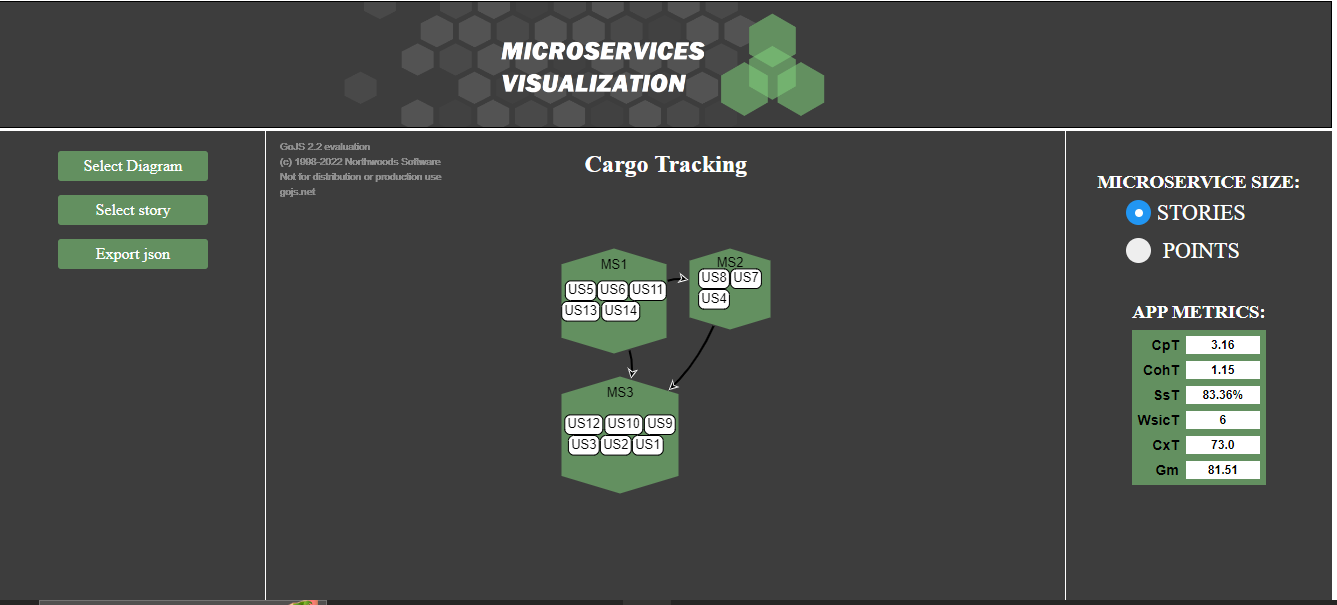 MICROSERVICES
VISUALIZATION
Select Diagram
Select story
Export json
GoJS 2.2 evaluation
(c) 1998-2022 Northwoods Software
Not for distribution or production use
gojs.net
Cargo Tracking
MS1
US5 US6 US11
US13 US14
MS2
US8 US7
US4
MS3
US12 US10 US9
US3 US2 US1
MICROSERVICE SIZE:
STORIES
POINTS
APP METRICS:
CpT 3.16
CohT 1.15
SsT 83.36%
WsicT 6
CxT 73.0
Gm 81.51